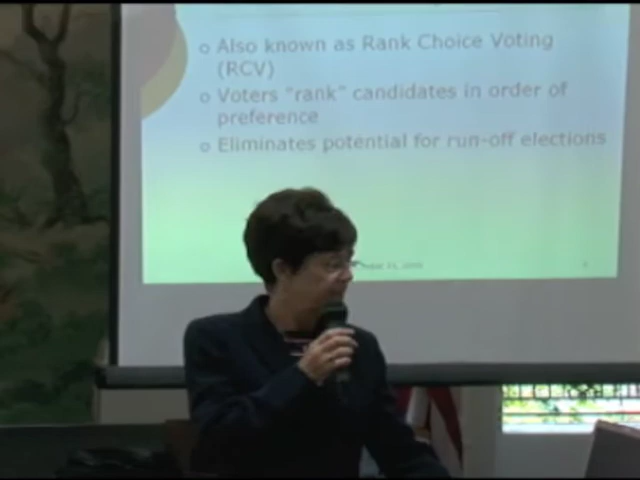 o Also known as Rank Choice Voting
(RCV)
o Voters "rank" candidates in order of
preference
o Eliminates potential for run-off elections